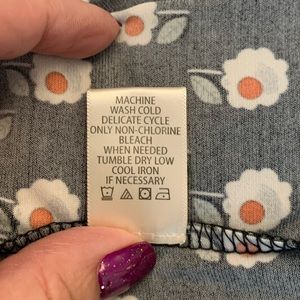 MACHINE
WASH COLD
DELICATE CYCLE
ONLY NON-CHLORINE
BLEACH
WHEN NEEDED
TUMBLE DRY LOW
COOL IRON
IF NECESSARY